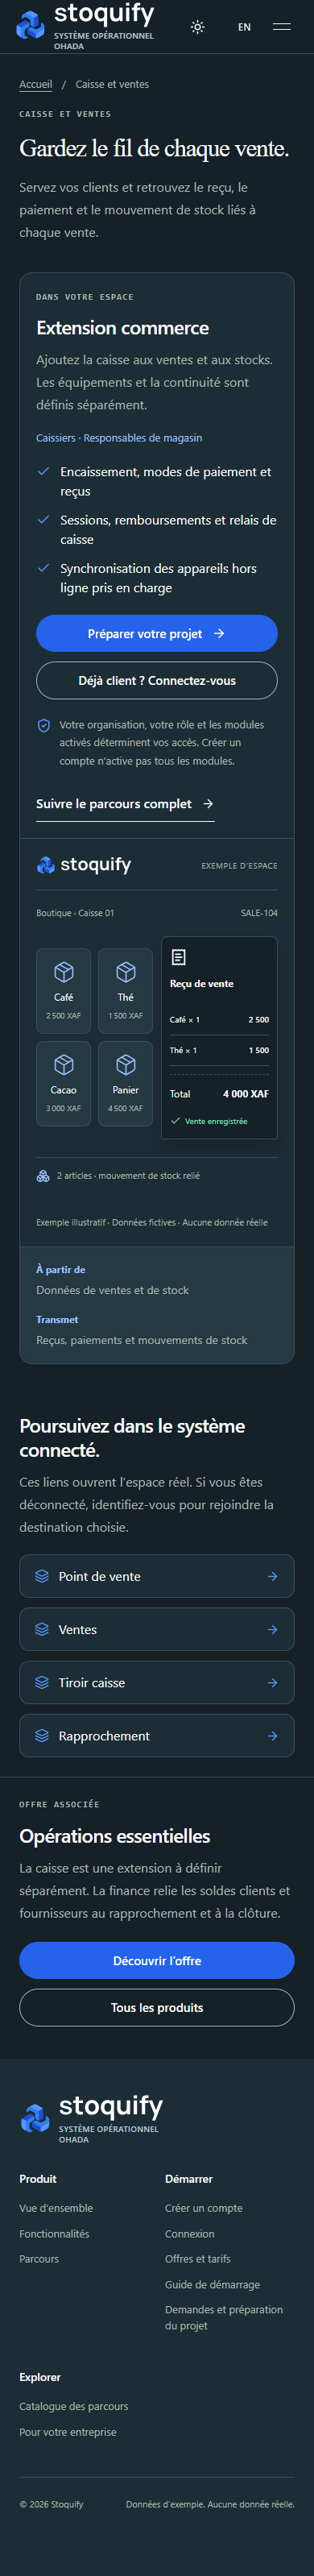 stoquify
SYSTÈME OPÉRATIONNEL
OHADA
EN
Accueil / Caisse et ventes
CAISSE ET VENTES
Gardez le fil de chaque vente.
Servez vos clients et retrouvez le reçu, le
paiement et le mouvement de stock liés à
chaque vente.
DANS VOTRE ESPACE
Extension commerce
Ajoutez la caisse aux ventes et aux stocks.
Les équipements et la continuité sont
définis séparément.
Caissiers · Responsables de magasin
Encaissement, modes de paiement et
reçus
Sessions, remboursements et relais de
caisse
Synchronisation des appareils hors
ligne pris en charge
Préparer votre projet
Déjà client ? Connectez-vous
Votre organisation, votre rôle et les modules
activés déterminent vos accès. Créer un
compte n’active pas tous les modules.
Suivre le parcours complet
stoquify
EXEMPLE D’ESPACE
Boutique · Caisse 01
SALE-104
Café
2 500 XAF
Thé
1 500 XAF
Cacao
3 000 XAF
Panier
4 500 XAF
Reçu de vente
Café × 1 2 500
Thé × 1 1 500
Total 4 000 XAF
Vente enregistrée
2 articles · mouvement de stock relié
Exemple illustratif · Données fictives · Aucune donnée réelle
À partir de
Données de ventes et de stock
Transmet
Reçus, paiements et mouvements de stock
Poursuivez dans le système
connecté.
Ces liens ouvrent l’espace réel. Si vous êtes
déconnecté, identifiez-vous pour rejoindre la
destination choisie.
Point de vente
Ventes
Tiroir caisse
Rapprochement
OFFRE ASSOCIÉE
Opérations essentielles
La caisse est une extension à définir
séparément. La finance relie les soldes clients et
fournisseurs au rapprochement et à la clôture.
Découvrir l’offre
Tous les produits
stoquify
SYSTÈME OPÉRATIONNEL
OHADA
Produit
Vue d’ensemble
Fonctionnalités
Parcours
Démarrer
Créer un compte
Connexion
Offres et tarifs
Guide de démarrage
Demandes et préparation
du projet
Explorer
Catalogue des parcours
Pour votre entreprise
© 2026 Stoquify
Données d’exemple. Aucune donnée réelle.